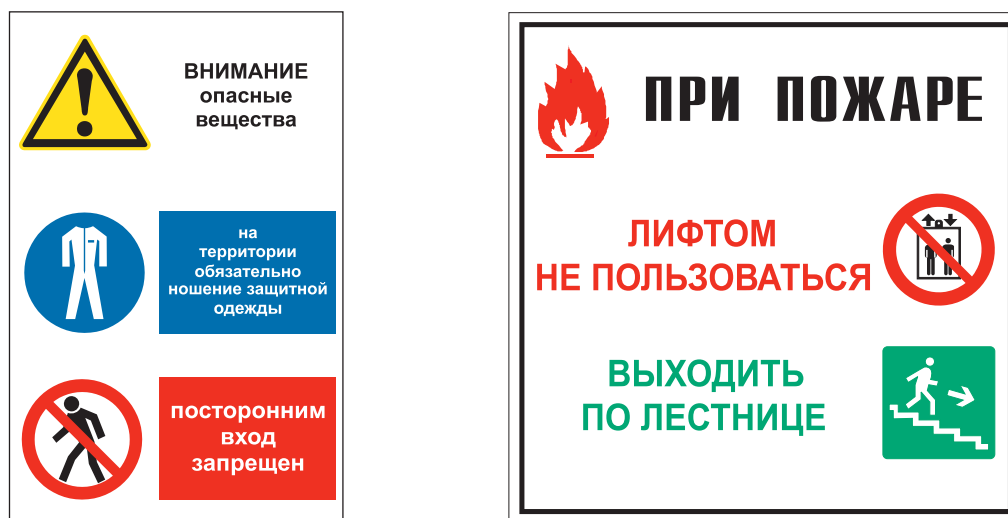 ВНИМАНИЕ
опасные
вещества
на
территории
обязательно
ношение защитной
одежды
посторонним
вход
запрещен
ПРИ ПОЖАРЕ
ЛИФТОМ
НЕ ПОЛЬЗОВАТЬСЯ
ВЫХОДИТЬ
ПО ЛЕСТНИЦЕ